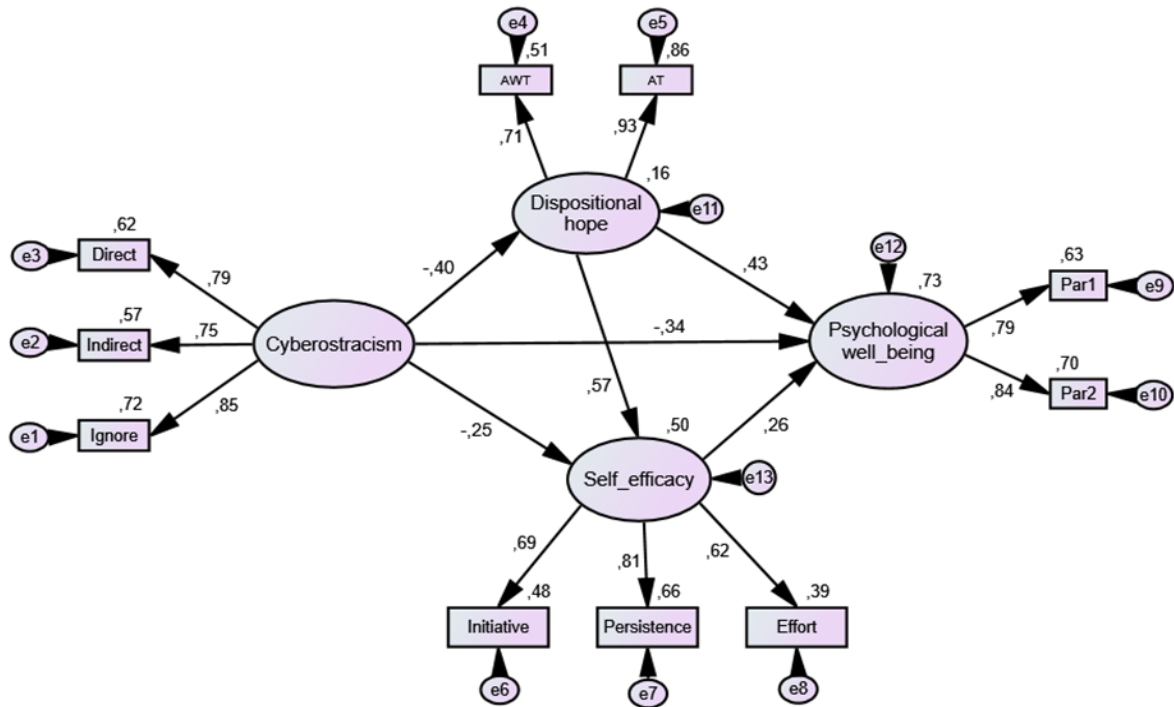 e4
e5
,51
,86
AWT
AT
,71
,93
,16
Dispositional
hope
e11
e12
,62
e3
Direct
,79
-,40
,43
,73
,63
Par1
e9
,57
e2
Indirect
,75
Cyberostracism
-,34
Psychological
well_being
,79
,70
,72
e1
Ignore
,85
,57
,84
Par2
e10
-,25
,50
,26
Self_efficacy
e13
,69
,81
,62
,48
,66
,39
Initiative
Persistence
Effort
e6
e7
e8